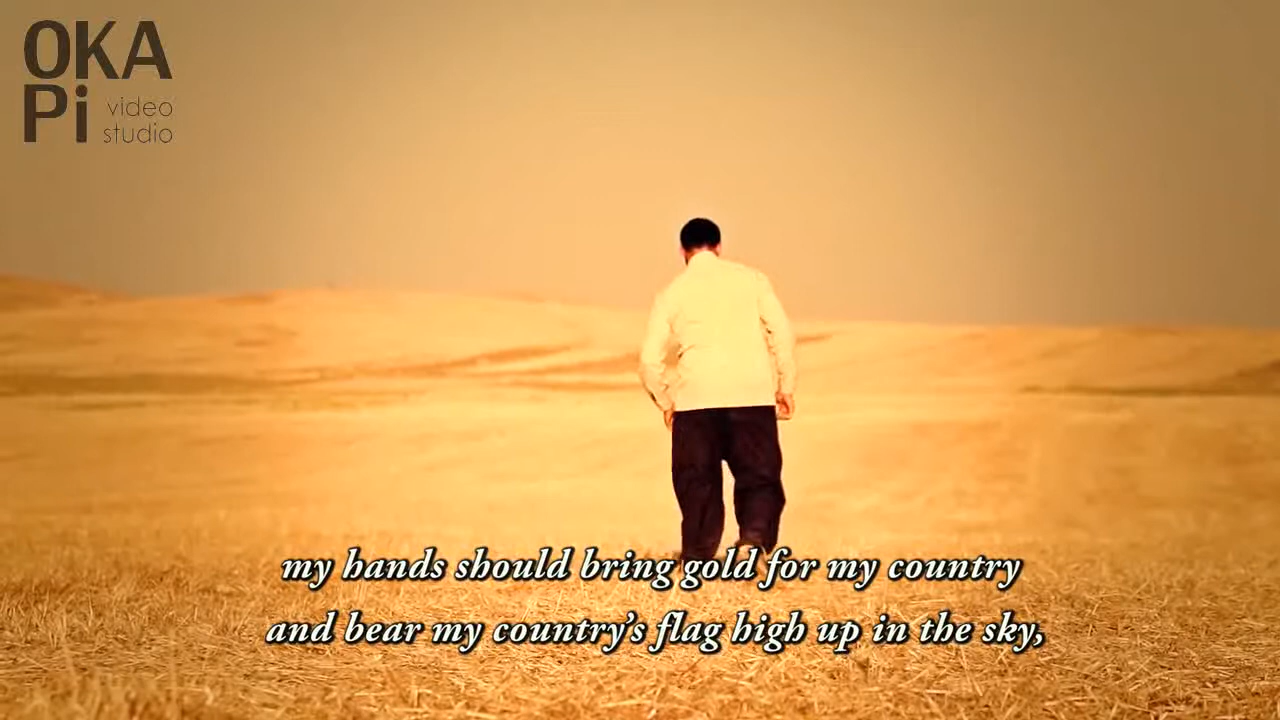 OKA
Pi video
studio
my hands should bring gold for my country
and bear my country's flag high up in the sky,